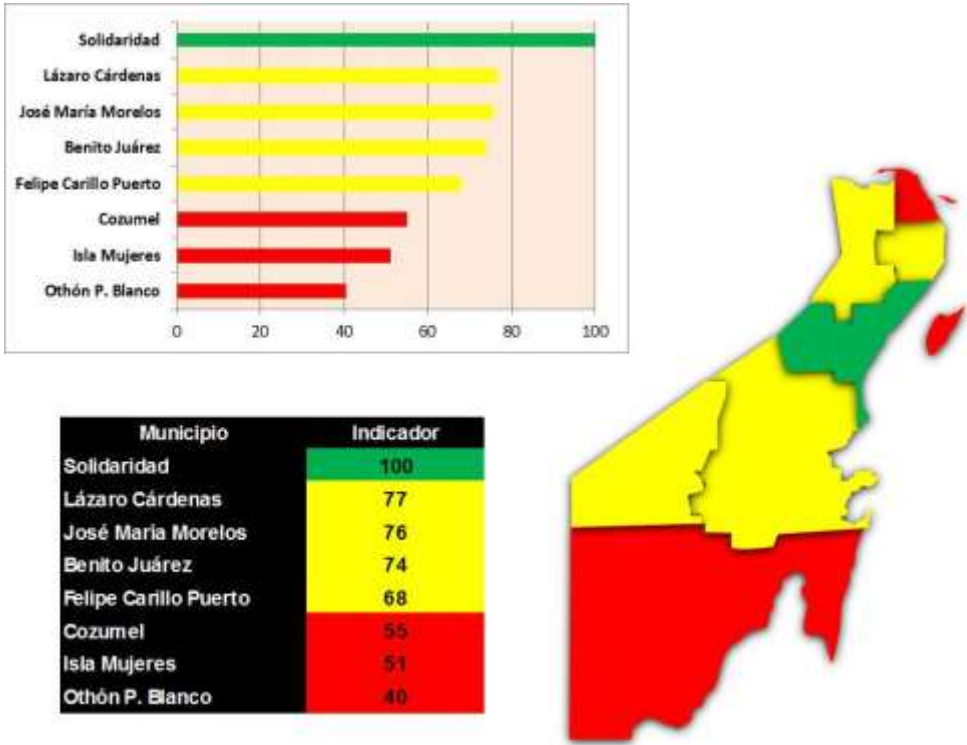 Solidaridad
Lázaro Cárdenas
José María Morelos
Benito Juárez
Felipe Carillo Puerto
Cozumel
Isla Mujeres
Othón P. Blanco
0 20 40 60 80 100
Municipio Indicador
Solidaridad 100
Lázaro Cárdenas 77
José Maria Morelos 76
Benito Juárez 74
Felipe Carillo Puerto 68
Cozumel 55
Isla Mujeres 51
Othón P. Blanco 40